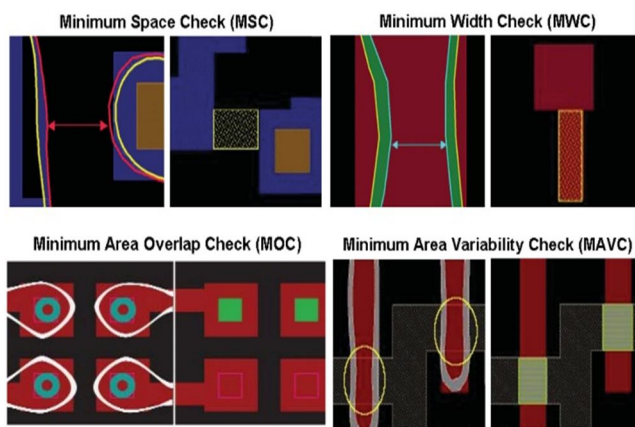 Minimum Space Check (MSC)
Minimum Width Check (MWC)
Minimum Area Overlap Check (MOC)
Minimum Area Variability Check (MAVC)